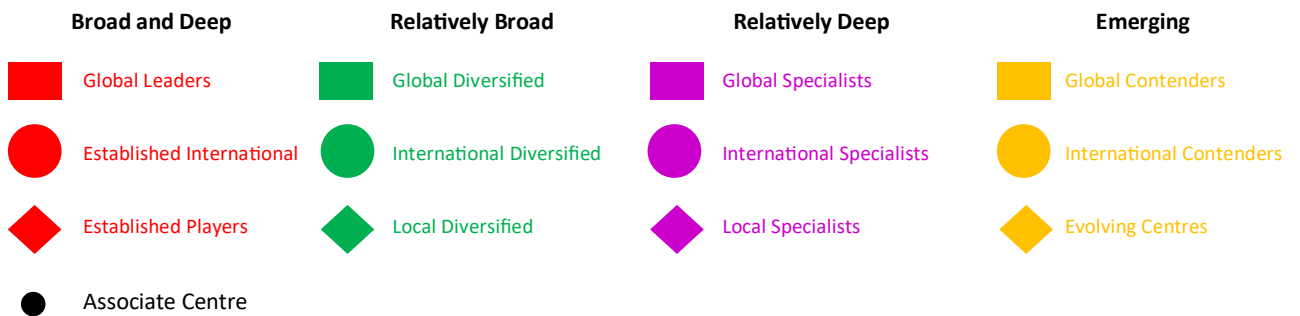 Broad and Deep
Relatively Broad
Relatively Deep
Emerging
Global Leaders
Global Diversified
Global Specialists
Global Contenders
Established International
International Diversified
International Specialists
International Contenders
Established Players
Local Diversified
Local Specialists
Evolving Centres
Associate Centre